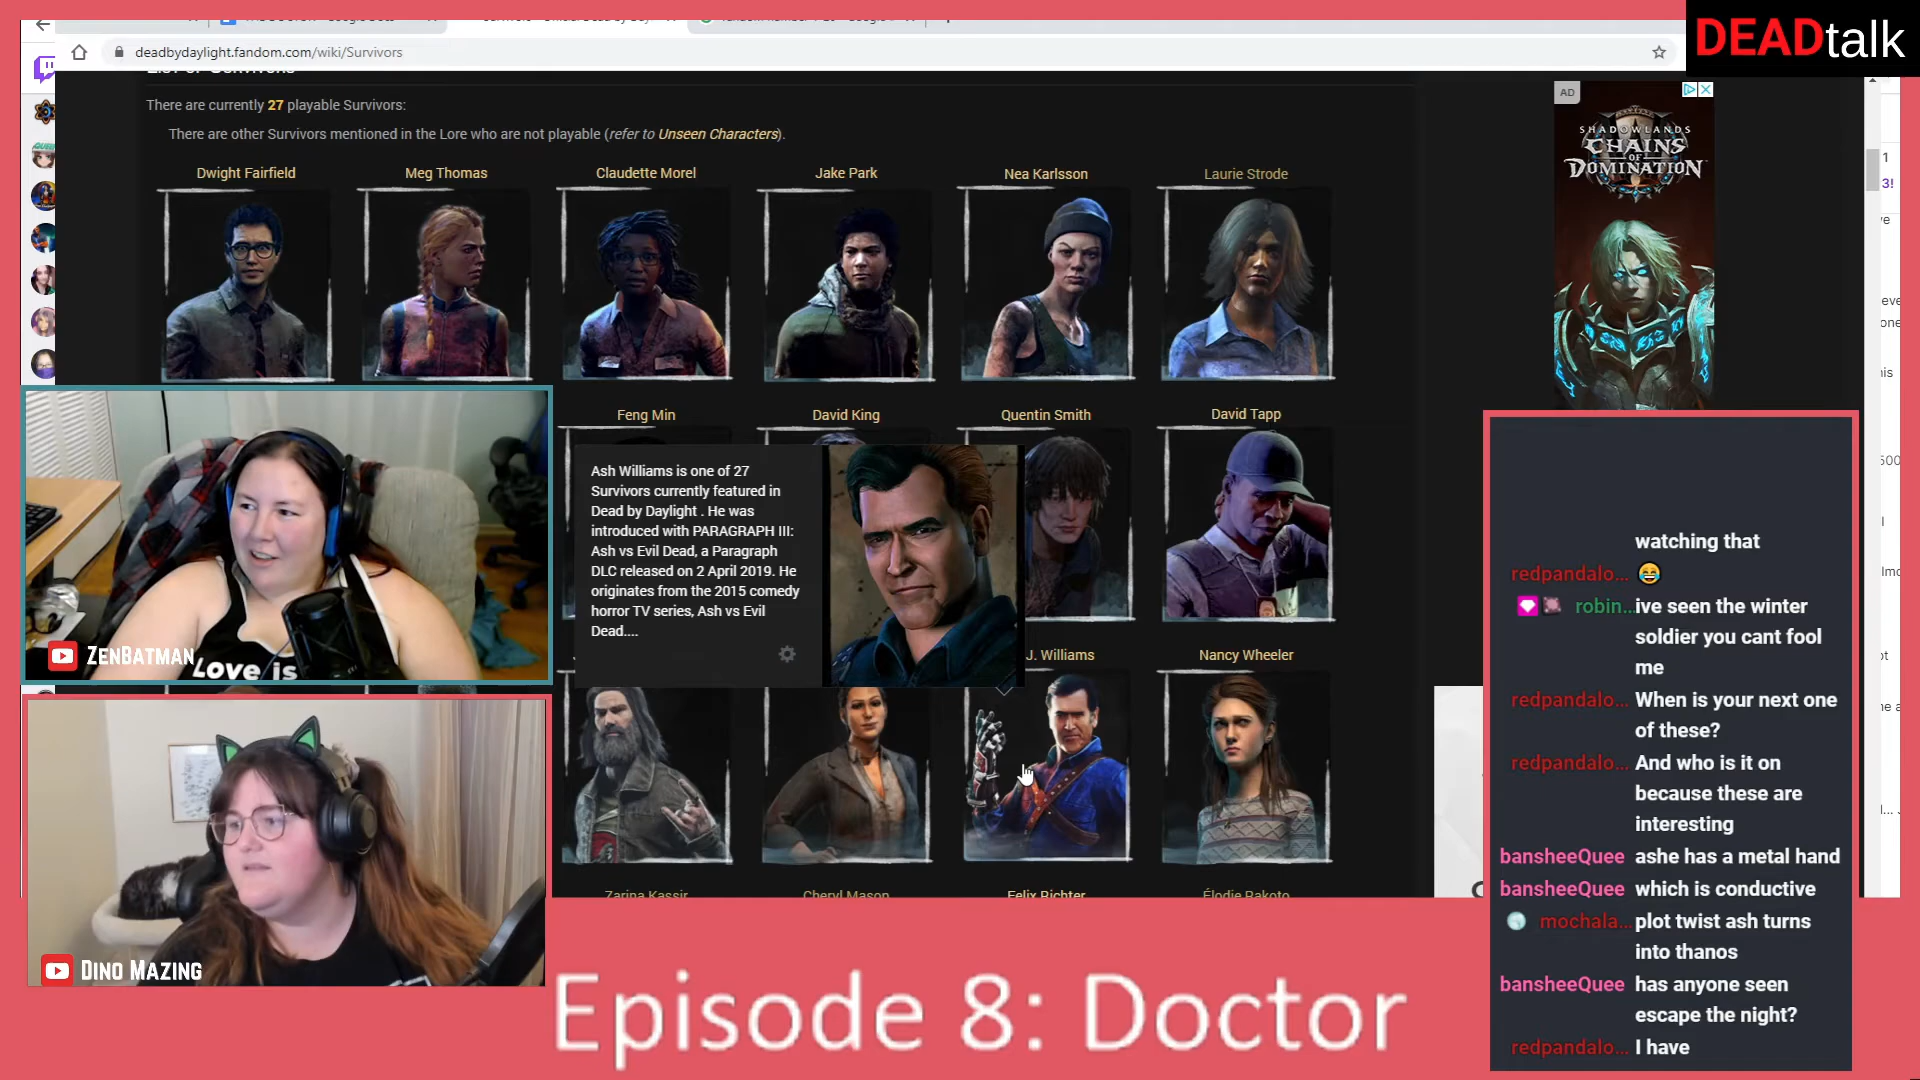 deadbydaylight.fandom.com/wiki/Survivors
DEADtalk
There are currently 27 playable Survivors:
There are other Survivors mentioned in the Lore who are not playable (refer to Unseen Characters).
Dwight Fairfield
Meg Thomas
Claudette Morel
Jake Park
Nea Karlsson
Laurie Strode
AD
SHADOWLANDS
CHAINS
OF
DOMINATION
Feng Min
David King
Quentin Smith
David Tapp
Ash Williams is one of 27
Survivors currently featured in
Dead by Daylight . He was
introduced with PARAGRAPH III:
Ash vs Evil Dead, a Paragraph
DLC released on 2 April 2019. He
originates from the 2015 comedy
horror TV series, Ash vs Evil
Dead....
J. Williams
Nancy Wheeler
Zarina Kassir
Cheryl Mason
Felix Richter
Élodie Rakoto
ZENBATMAN
Love is
DINO MAZING
Episode 8: Doctor
watching that
redpandalo... 😂
robin... ive seen the winter
soldier you cant fool
me
redpandalo... When is your next one
of these?
redpandalo... And who is it on
because these are
interesting
bansheeQuee ashe has a metal hand
bansheeQuee which is conductive
mochala... plot twist ash turns
into thanos
bansheeQuee has anyone seen
escape the night?
redpandalo... I have